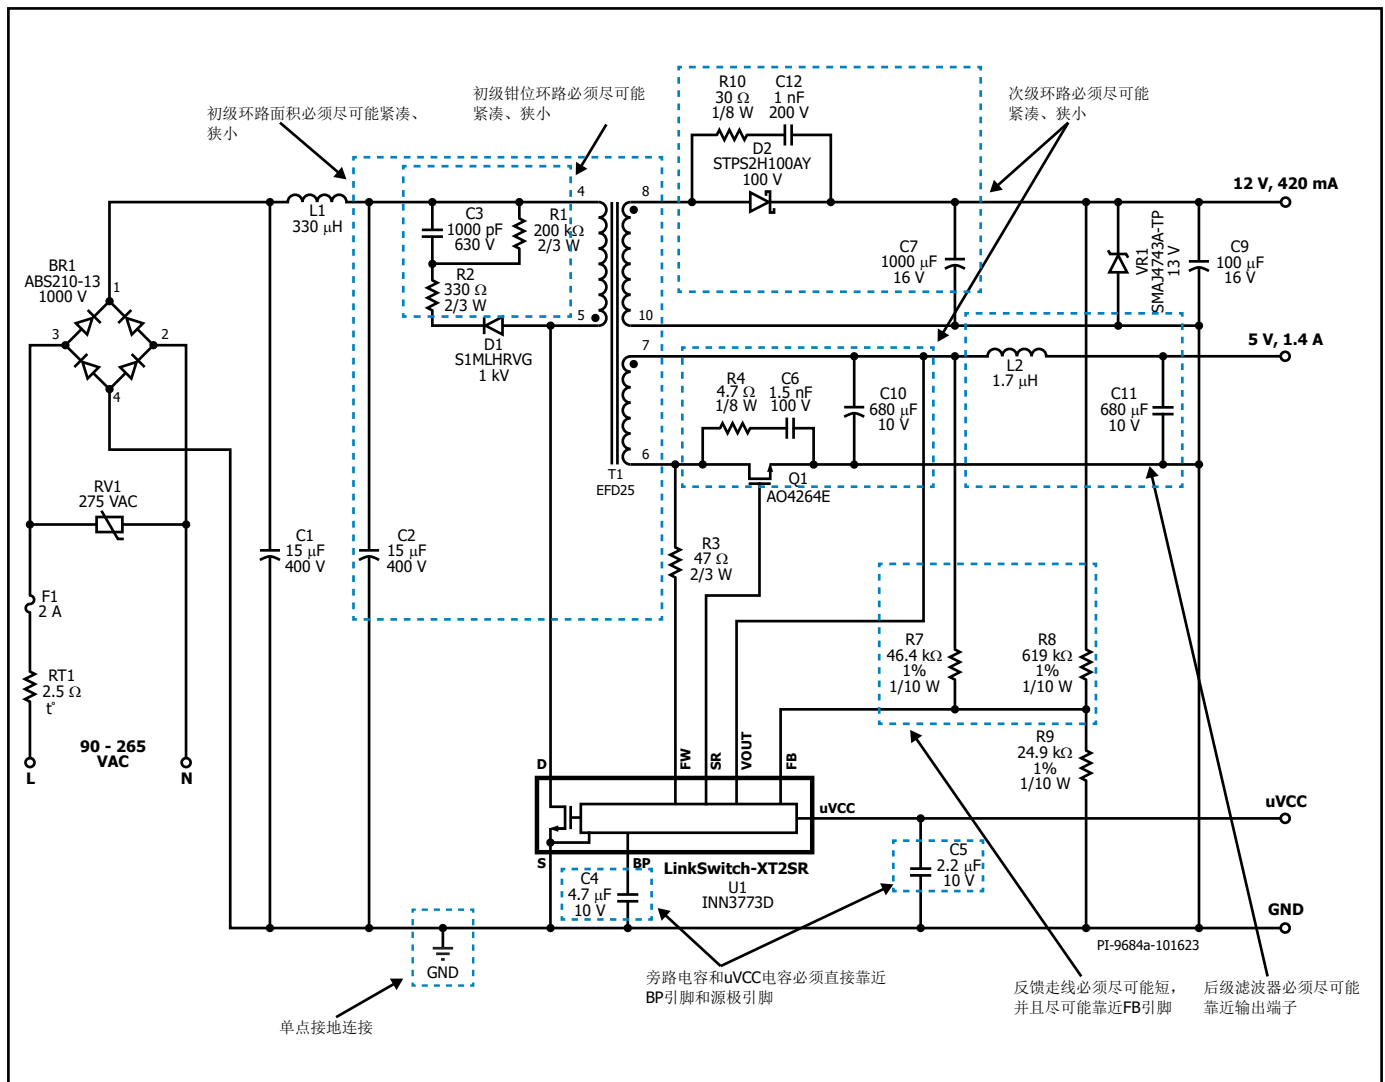 初级环路面积必须尽可能紧凑、
狭小
初级钳位环路必须尽可能
紧凑、狭小
次级环路必须尽可能
紧凑、狭小
R10
30 Ω
1/8 W
C12
1 nF
200 V
D2
STPS2H100AY
100 V
12 V, 420 mA
L1
330 μH
C3
1000 pF
630 V
R1
200 kΩ
2/3 W
R2
330 Ω
2/3 W
D1
S1MLHRVG
1 kV
4
5
8
10
7
6
T1
EFD25
C7
1000 μF
16 V
VR1
SMAJ4743A-TP
13 V
C9
100 μF
16 V
BR1
ABS210-13
1000 V
1
3
2
4
5 V, 1.4 A
L2
1.7 μH
R4
4.7 Ω
1/8 W
C6
1.5 nF
100 V
C10
680 μF
10 V
C11
680 μF
10 V
Q1
AO4264E
RV1
275 VAC
C1
15 μF
400 V
C2
15 μF
400 V
R3
47 Ω
2/3 W
F1
2 A
RT1
2.5 Ω
t°
90 - 265
VAC
L
N
R7
46.4 kΩ
1%
1/10 W
R8
619 kΩ
1%
1/10 W
R9
24.9 kΩ
1%
1/10 W
D
FW
SR
VOUT
FB
uVCC
uVCC
S
BP
LinkSwitch-XT2SR
U1
INN3773D
C4
4.7 μF
10 V
C5
2.2 μF
10 V
GND
GND
PI-9684a-101623
旁路电容和uVCC电容必须直接靠近
BP引脚和源极引脚
反馈走线必须尽可能短，
并且尽可能靠近FB引脚
后级滤波器必须尽可能
靠近输出端子
单点接地连接